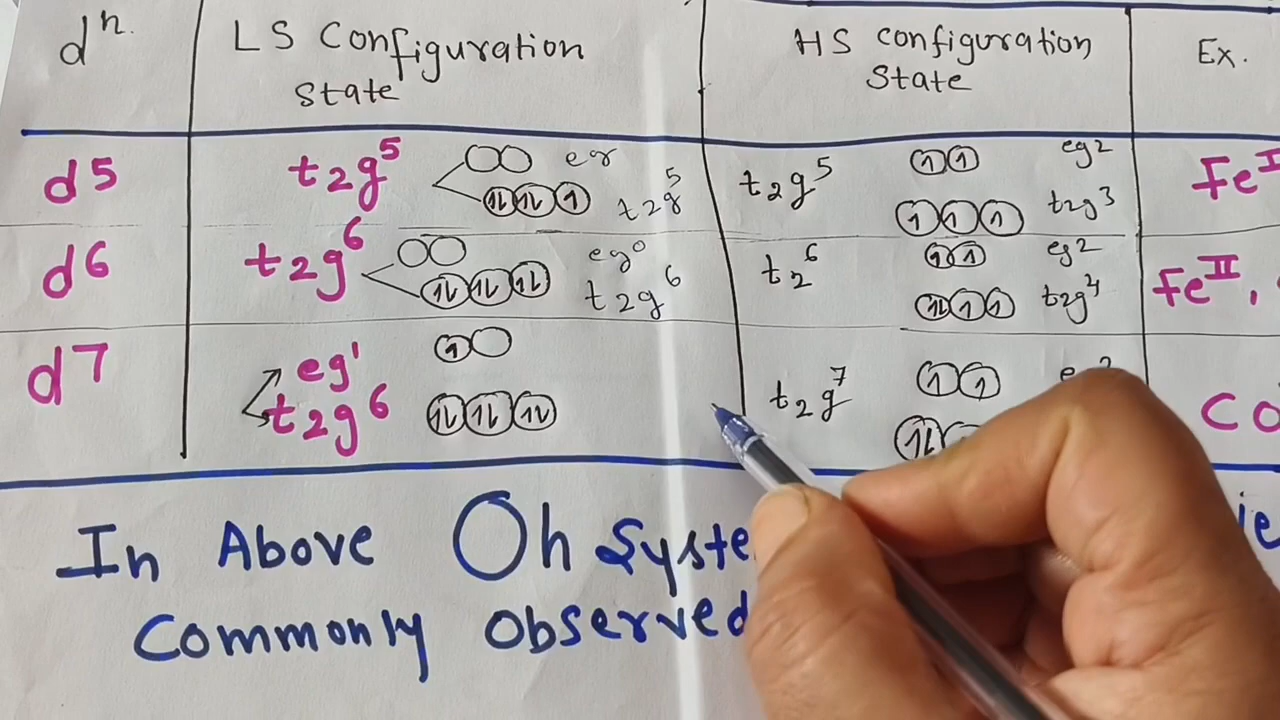 dn. LS Configuration State HS configuration State Ex.
d5 t2g5 eg t2g5 t2g5 eg2 t2g3
d6 t2g6 eg0 t2g6 t26 eg2 t2g4 FeII,
d7 eg1 t2g6 t2g7
In Above Oh
Commonly Observed